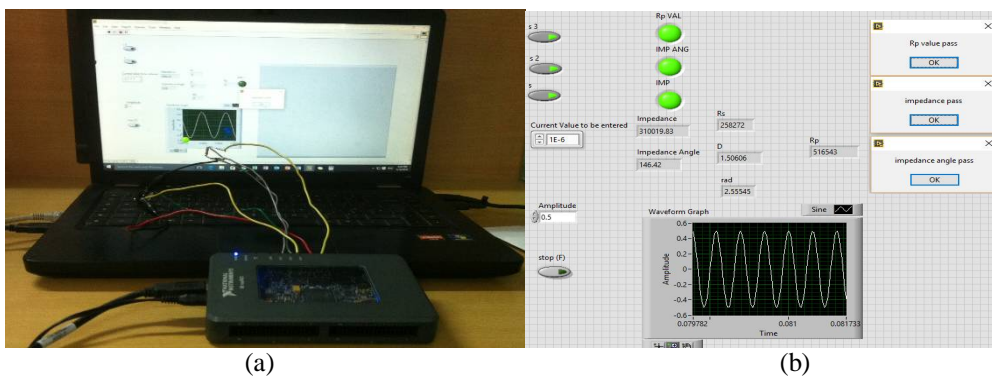 NATIONAL
INSTRUMENTS
(a)
s 3
Rp VAL
IMP ANG
s 2
s
IMP
Rp value pass
OK
impedance pass
OK
impedance angle pass
OK
Current Value to be entered
1E-6
Impedance
310019.83
Rs
258272
Impedance Angle
146.42
D
1.50606
Rp
516543
rad
2.55545
Amplitude
0.5
stop (F)
Waveform Graph
Sine
Amplitude
0.6
0.4
0.2
0
-0.2
-0.4
-0.6
0.079782
0.081
0.081733
Time
(b)